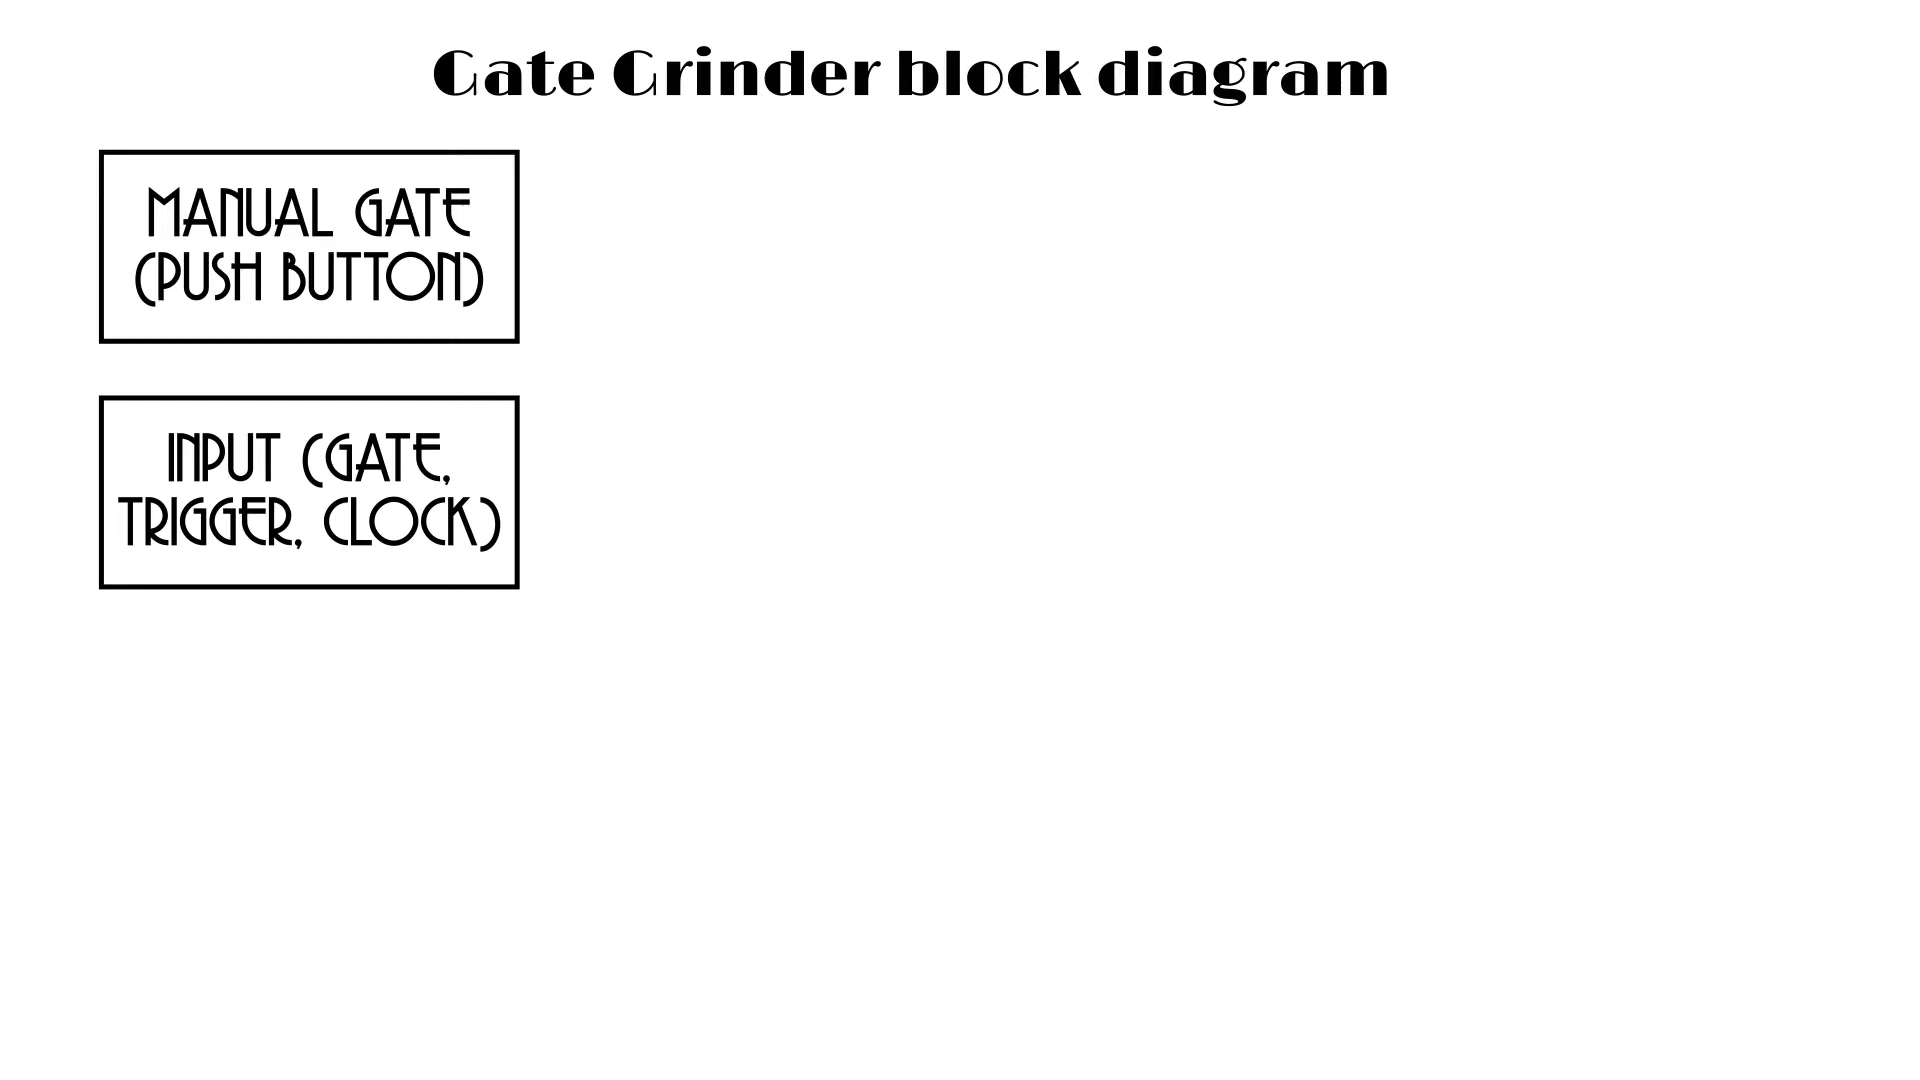 Gate Grinder block diagram
MANUAL GATE
(PUSH BUTTON)
INPUT (GATE,
TRIGGER, CLOCK)